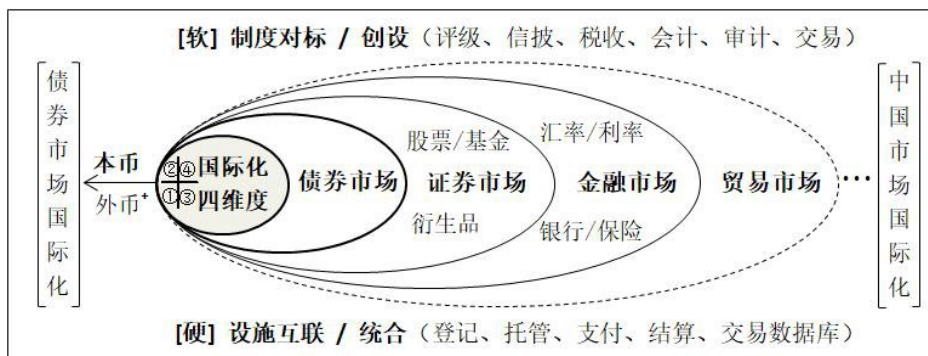 [软] 制度对标 / 创设（评级、信披、税收、会计、审计、交易）
债券市场国际化
本币
外币+
②④
①③
国际化
四维度
债券市场
股票/基金
证券市场
衍生品
汇率/利率
金融市场
银行/保险
贸易市场
···
中国市场国际化
[硬] 设施互联 / 统合（登记、托管、支付、结算、交易数据库）